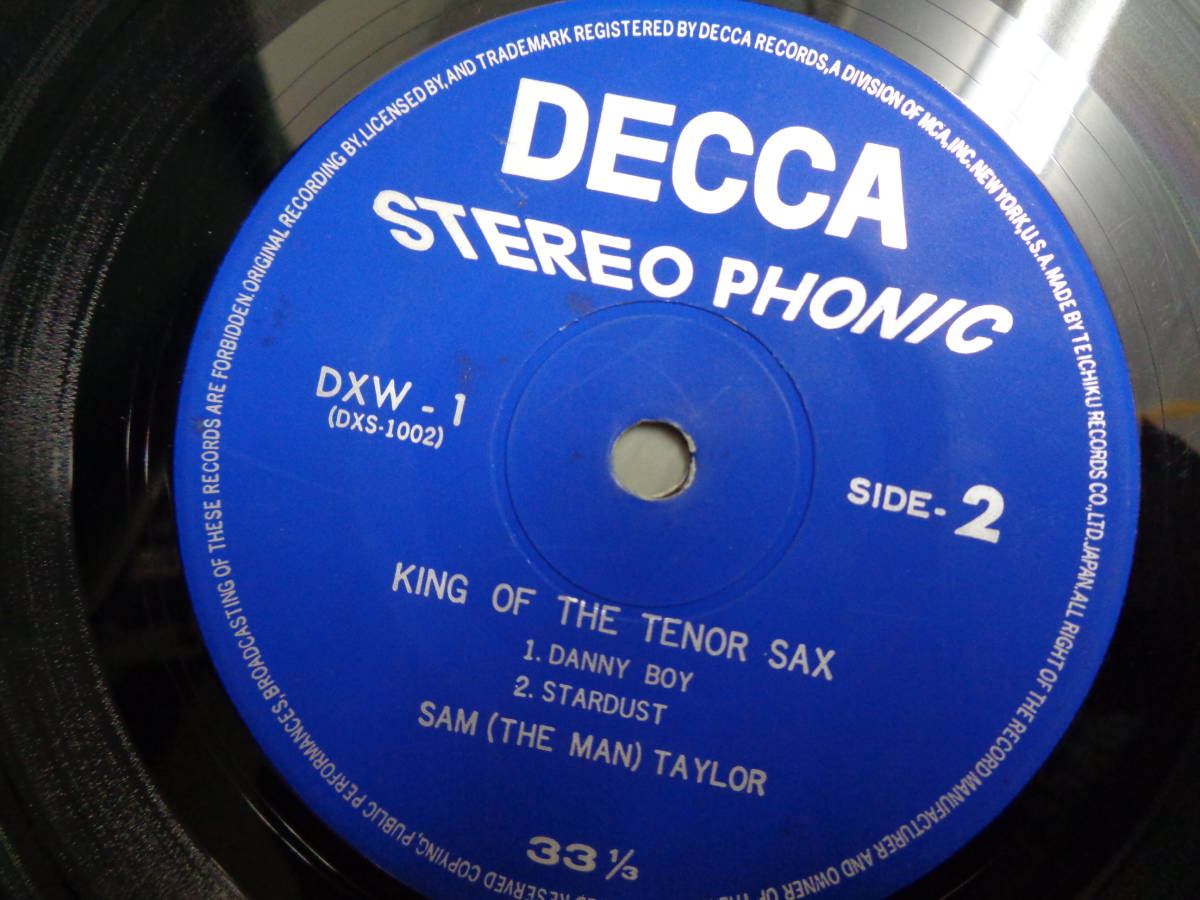 DECCA
STEREO PHONIC
DXW - 1
(DXS-1002)
SIDE- 2
KING OF THE TENOR SAX
1. DANNY BOY
2. STARDUST
SAM (THE MAN) TAYLOR
33 ⅓
RESERVED COPYING, PUBLIC PERFORMANCES, BROADCASTING OF THESE RECORDS ARE FORBIDDEN. ORIGINAL RECORDING BY, LICENSED BY, AND TRADEMARK REGISTERED BY DECCA RECORDS, A DIVISION OF MCA, INC. NEW YORK, U.S.A. MADE BY TEICHIKU RECORDS CO., LTD. JAPAN. ALL RIGHT OF THE RECORD MANUFACTURER AND OWNER OF THE